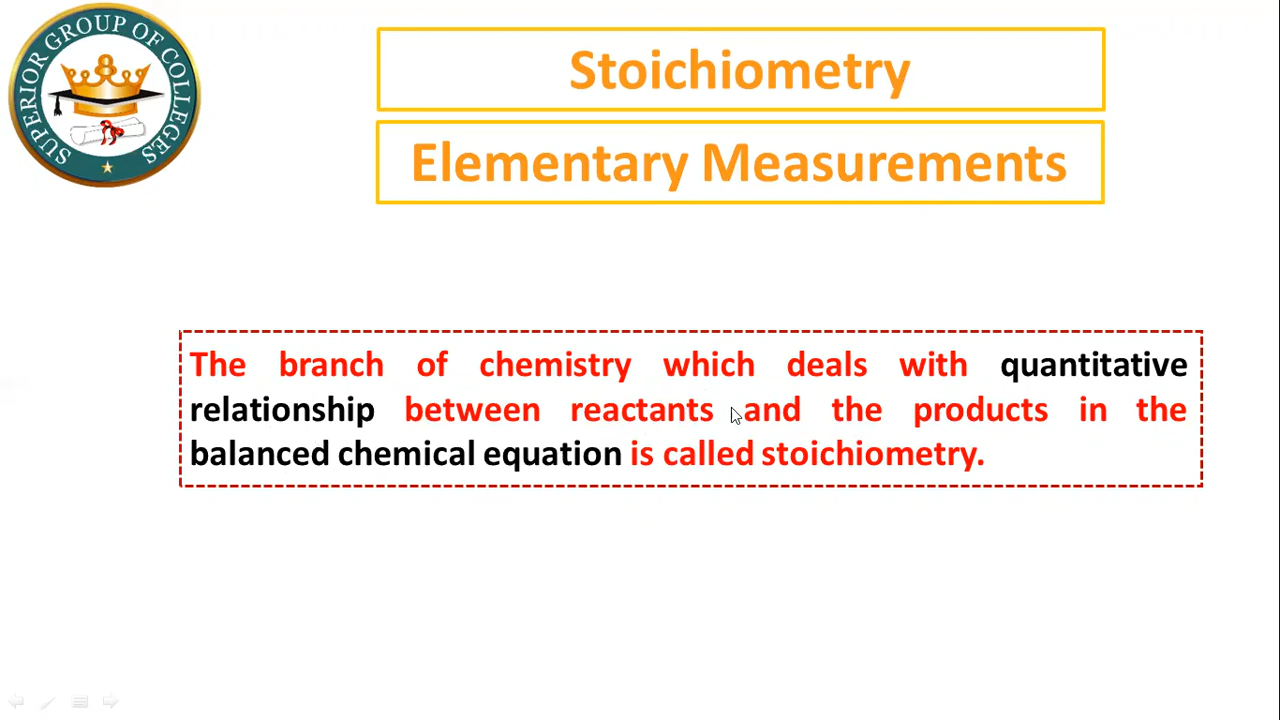 SUPERIOR GROUP OF COLLEGES
Stoichiometry
Elementary Measurements
The branch of chemistry which deals with quantitative
relationship between reactants and the products in the
balanced chemical equation is called stoichiometry.